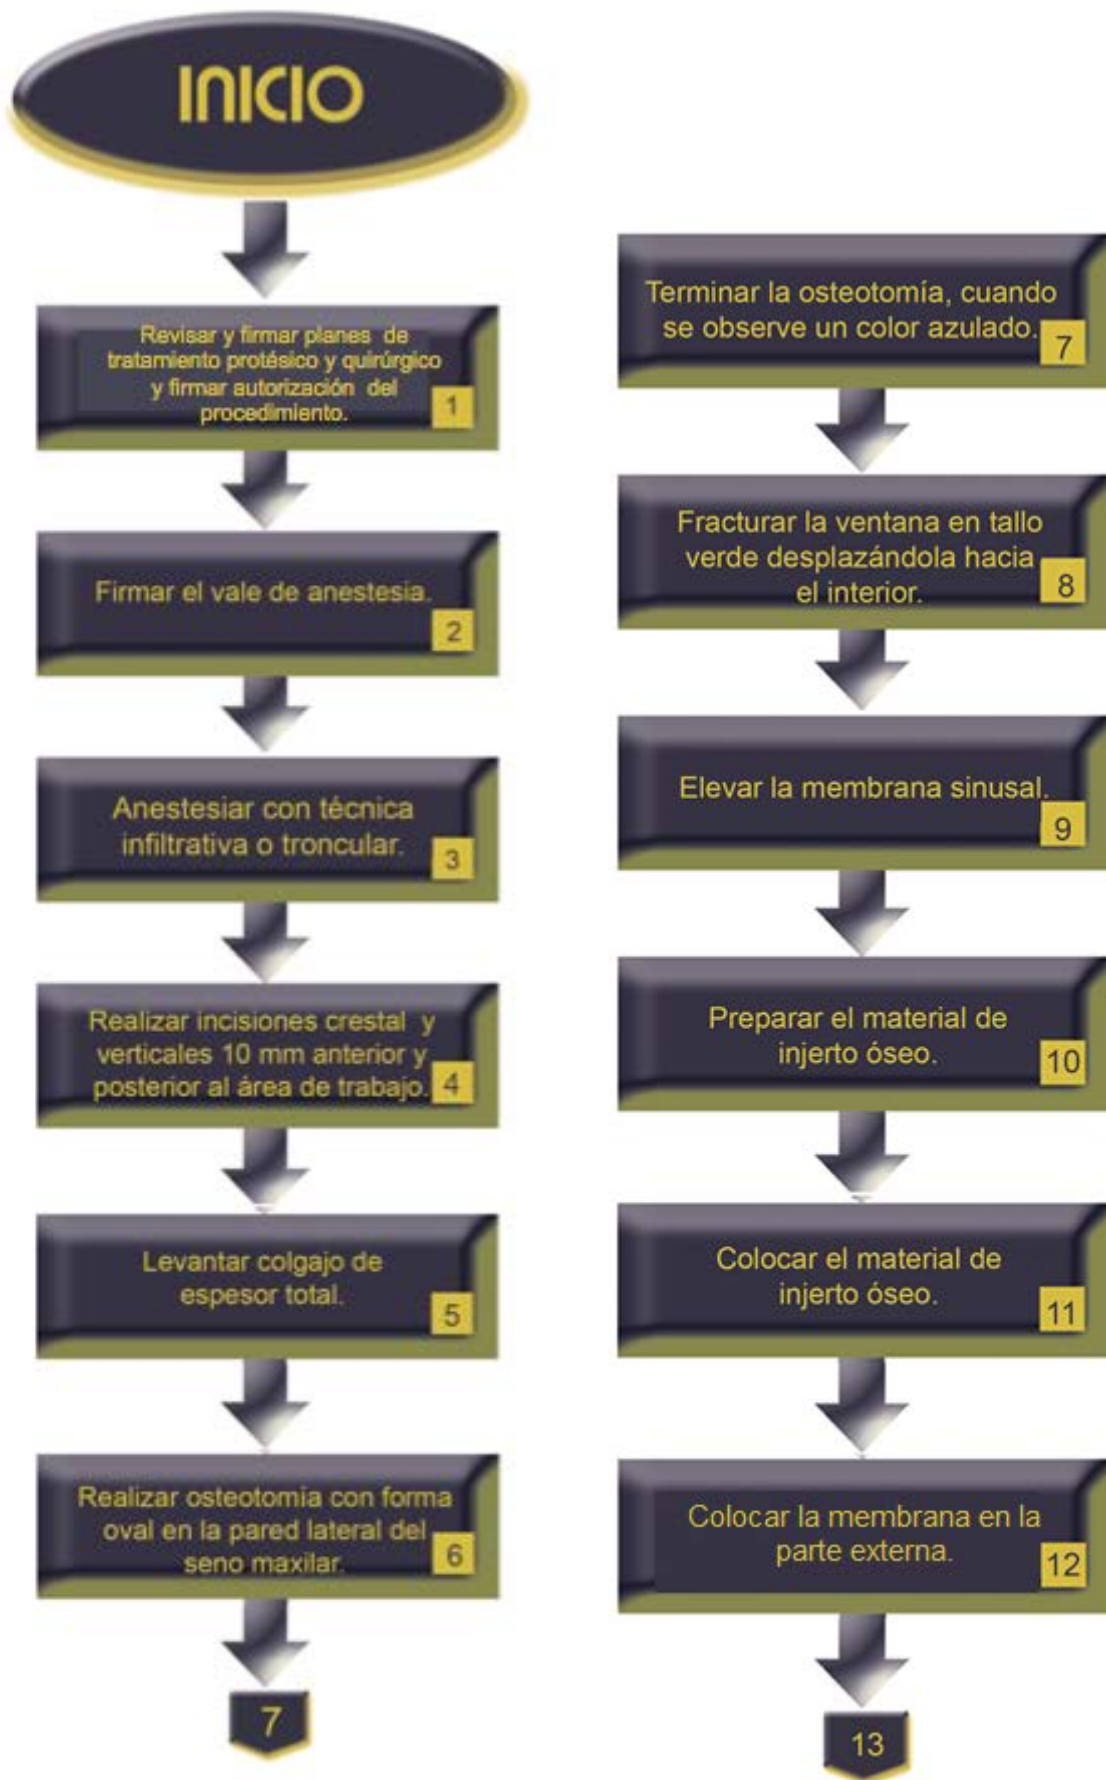 INICIO
Revisar y firmar planes de
tratamiento protésico y quirúrgico
y firmar autorización del
procedimiento.
1
Firmar el vale de anestesia.
2
Anestesiar con técnica
infiltrativa o troncular.
3
Realizar incisiones crestal y
verticales 10 mm anterior y
posterior al área de trabajo.
4
Levantar colgajo de
espesor total.
5
Realizar osteotomía con forma
oval en la pared lateral del
seno maxilar.
6
7
Terminar la osteotomía, cuando
se observe un color azulado.
7
Fracturar la ventana en tallo
verde desplazándola hacia
el interior.
8
Elevar la membrana sinusal.
9
Preparar el material de
injerto óseo.
10
Colocar el material de
injerto óseo.
11
Colocar la membrana en la
parte externa.
12
13